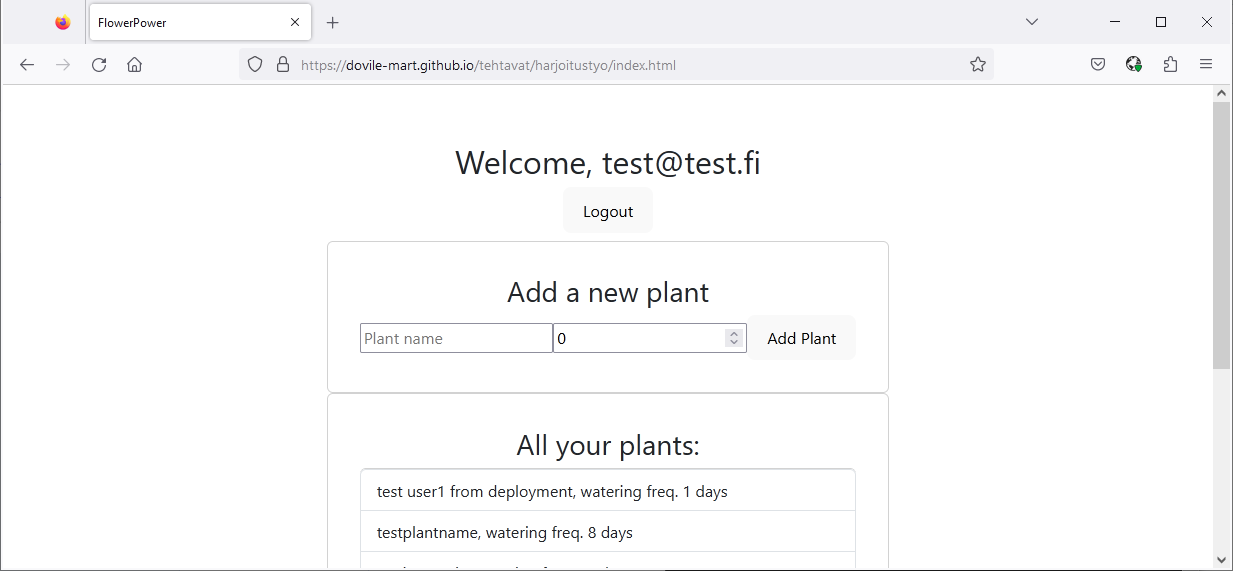 FlowerPower
https://dovile-mart.github.io/tehtavat/harjoitustyo/index.html
Welcome, test@test.fi
Logout
Add a new plant
Plant name 0 Add Plant
All your plants:
test user1 from deployment, watering freq. 1 days
testplantname, watering freq. 8 days